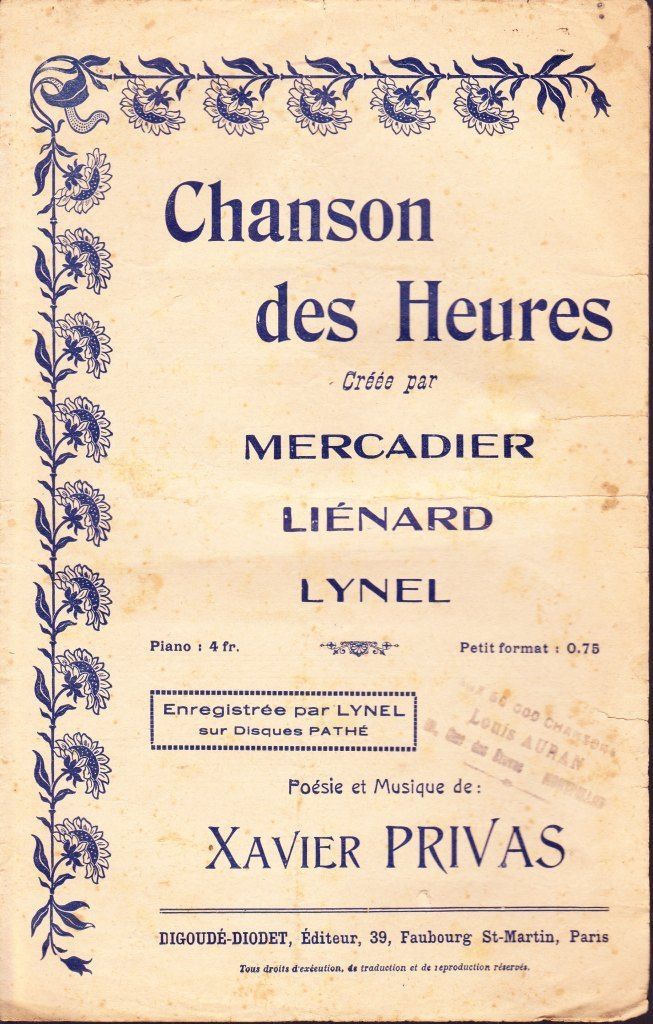 Chanson
des Heures
Créée par
MERCADIER
LIÉNARD
LYNEL
Piano : 4 fr.
Petit format : 0.75
Enregistrée par LYNEL
sur Disques PATHÉ
Louis AURAN
Poésie et Musique de :
XAVIER PRIVAS
DIGOUDÉ-DIODET, Éditeur, 39, Faubourg St-Martin, Paris
Tous droits d'exécution, de traduction et de reproduction réservés.